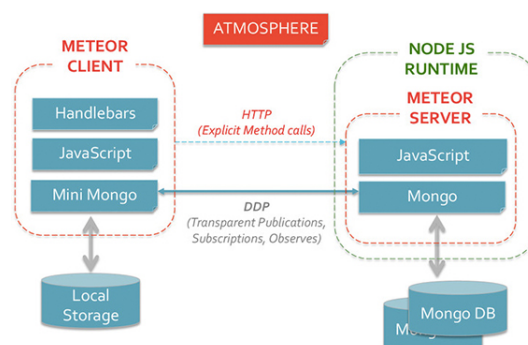 ATMOSPHERE
METEOR
CLIENT
Handlebars
JavaScript
Mini Mongo
Local
Storage
HTTP
(Explicit Method calls)
DDP
(Transparent Publications,
Subscriptions, Observes)
NODE JS
RUNTIME
METEOR
SERVER
JavaScript
Mongo
Mongo DB